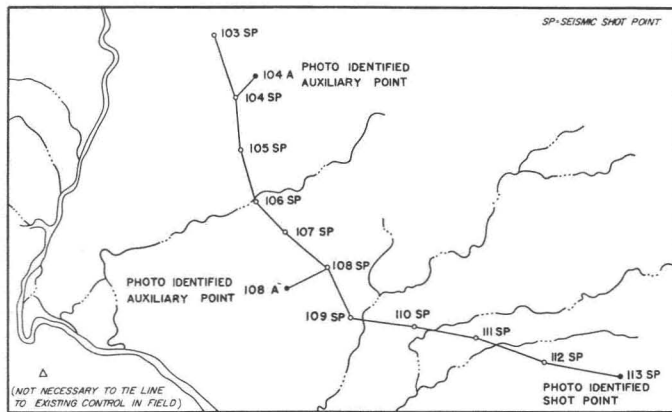 SP=SEISMIC SHOT POINT
103 SP
104 A PHOTO IDENTIFIED
AUXILIARY POINT
104 SP
105 SP
106 SP
107 SP
108 SP
PHOTO IDENTIFIED
AUXILIARY POINT
108 A
109 SP
110 SP
111 SP
112 SP
113 SP
PHOTO IDENTIFIED
SHOT POINT
(NOT NECESSARY TO TIE LINE
TO EXISTING CONTROL IN FIELD)